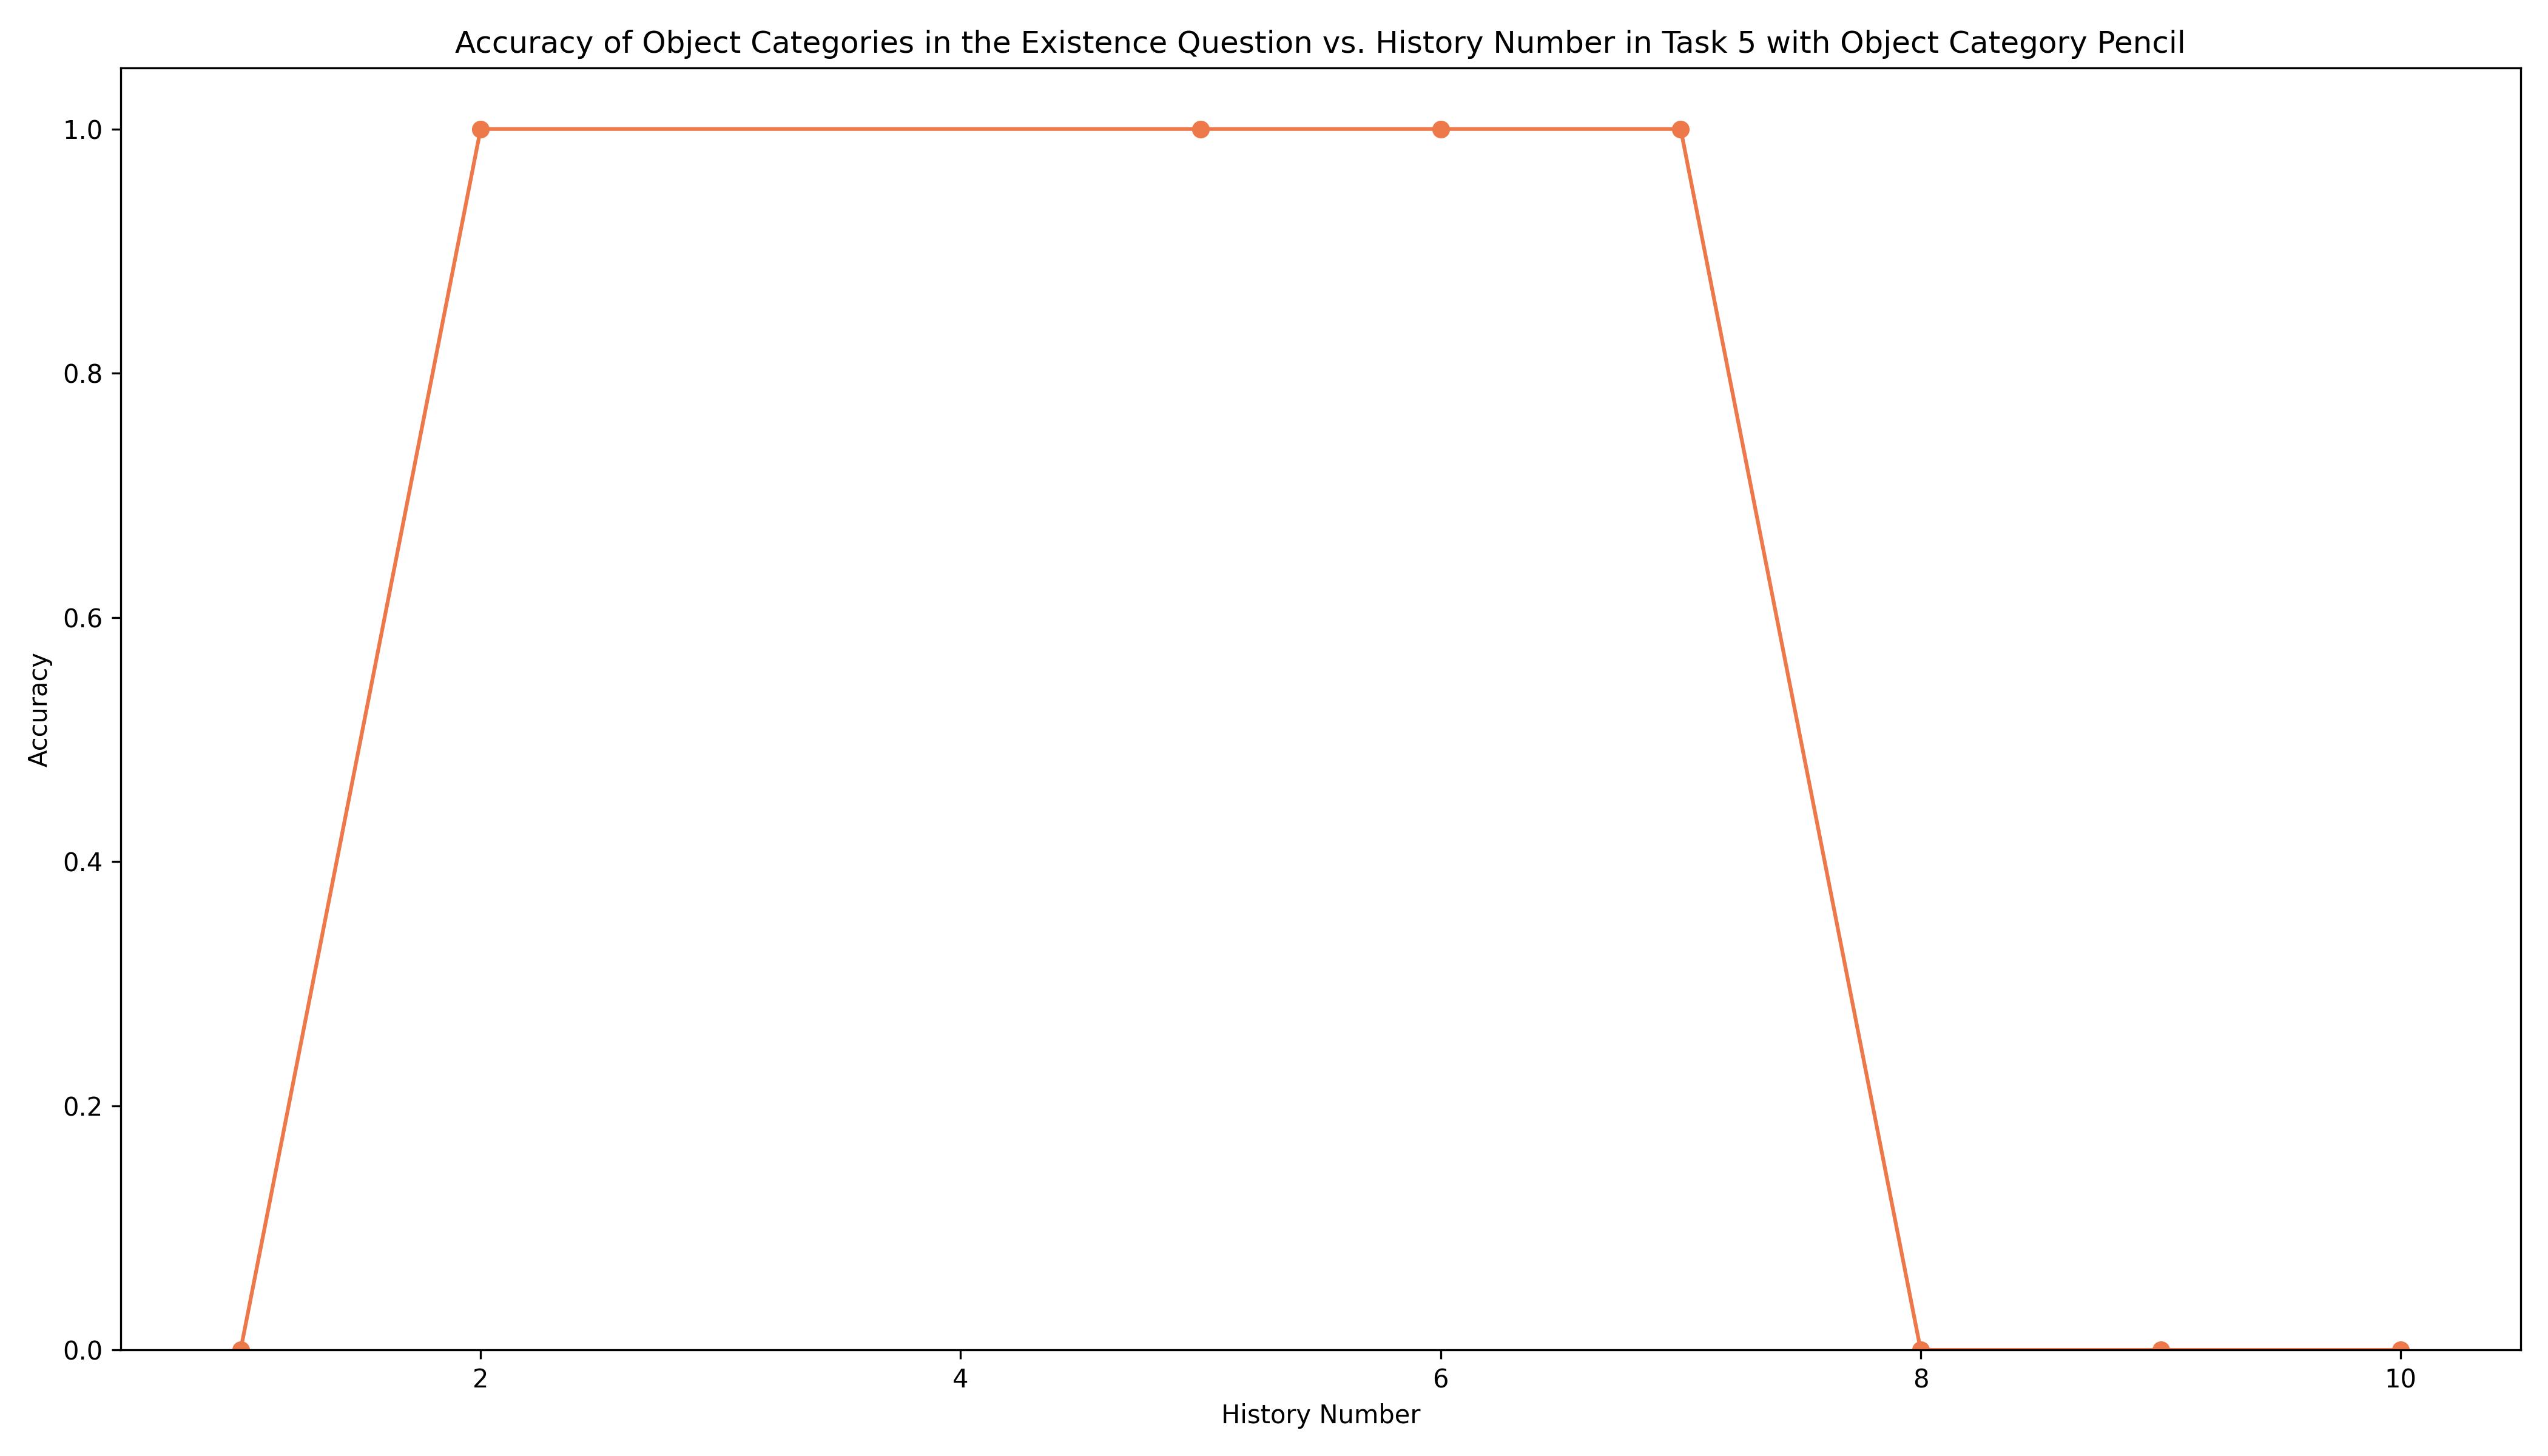 Accuracy of Object Categories in the Existence Question vs. History Number in Task 5 with Object Category Pencil
1.0
0.8
0.6
0.4
0.2
0.0
Accuracy
2 4 6 8 10
History Number